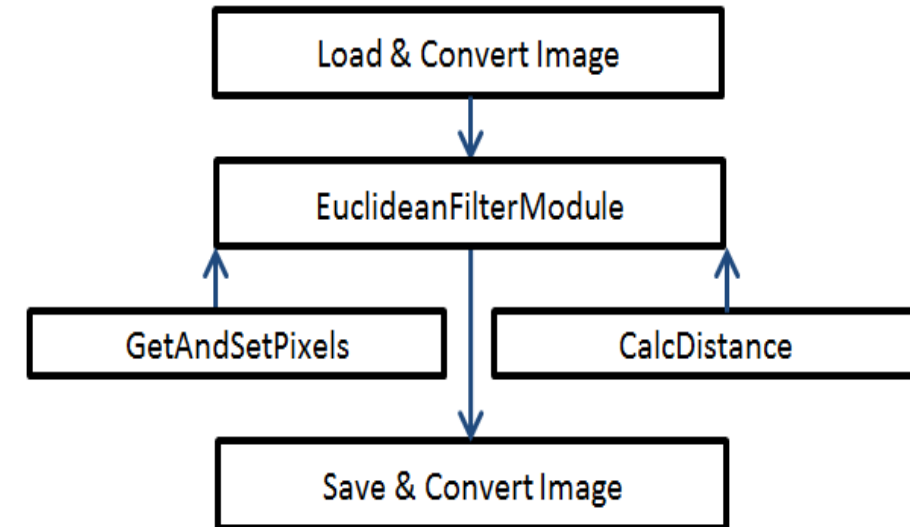 Load & Convert Image
EuclideanFilterModule
GetAndSetPixels
CalcDistance
Save & Convert Image